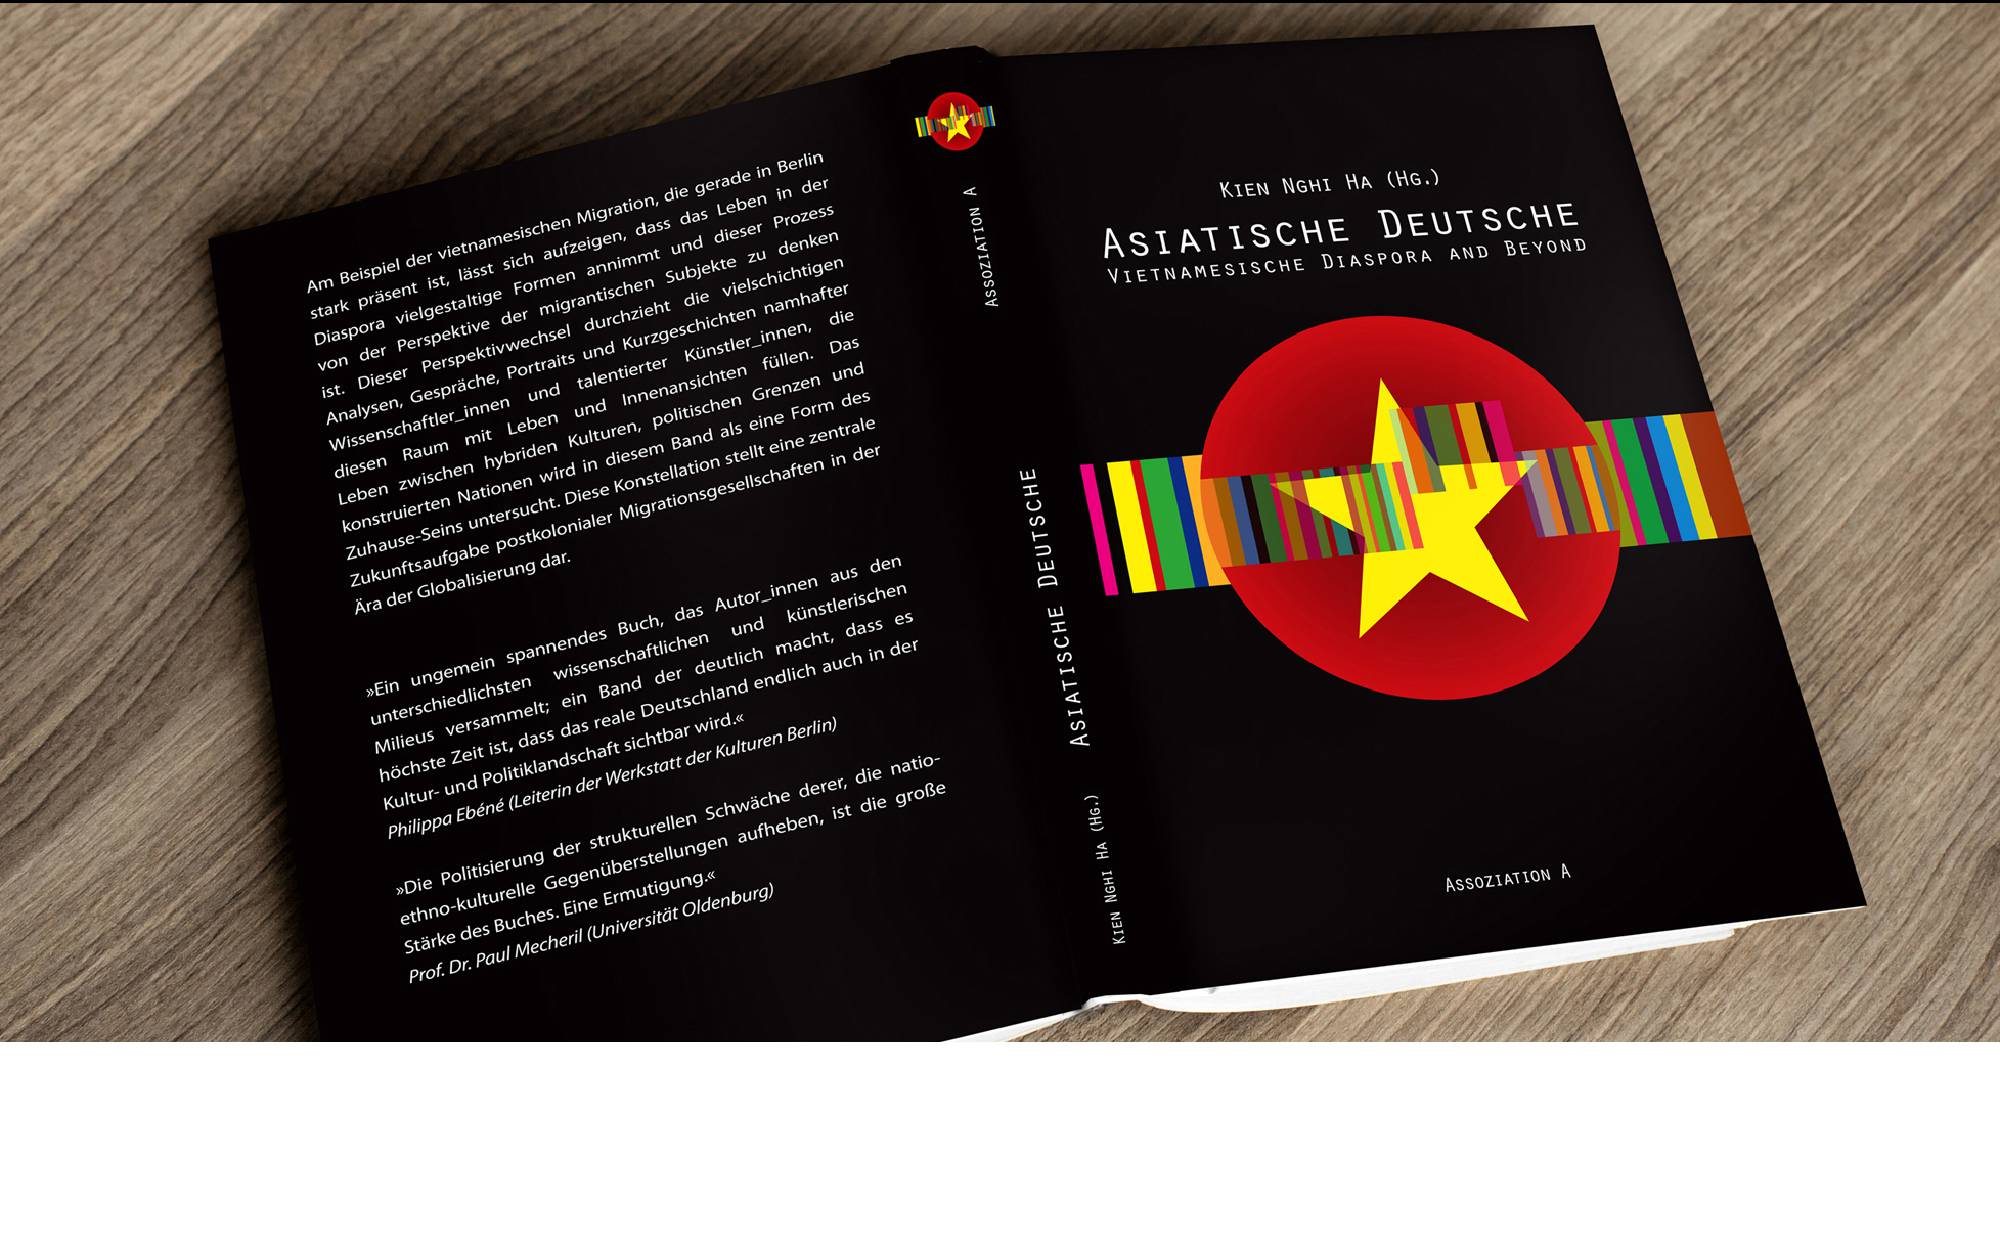 Am Beispiel der vietnamesischen Migration, die gerade in Berlin
stark präsent ist, lässt sich aufzeigen, dass das Leben in der
Diaspora vielgestaltige Formen annimmt und dieser Prozess
von der Perspektive der migrantischen Subjekte zu denken
ist. Dieser Perspektivwechsel durchzieht die vielschichtigen
Analysen, Gespräche, Portraits und Kurzgeschichten namhafter
Wissenschaftler_innen und talentierter Künstler_innen, die
diesen Raum mit Leben und Innenansichten füllen. Das
Leben zwischen hybriden Kulturen, politischen Grenzen und
konstruierten Nationen wird in diesem Band als eine Form des
Zuhause-Seins untersucht. Diese Konstellation stellt eine zentrale
Zukunftsaufgabe postkolonialer Migrationsgesellschaften in der
Ära der Globalisierung dar.
»Ein ungemein spannendes Buch, das Autor_innen aus den
unterschiedlichsten wissenschaftlichen und künstlerischen
Milieus versammelt; ein Band der deutlich macht, dass es
höchste Zeit ist, dass das reale Deutschland endlich auch in der
Kultur- und Politiklandschaft sichtbar wird.«
Philippa Ebéné (Leiterin der Werkstatt der Kulturen Berlin)
»Die Politisierung der strukturellen Schwäche derer, die natio-
ethno-kulturelle Gegenüberstellungen aufheben, ist die große
Stärke des Buches. Eine Ermutigung.«
Prof. Dr. Paul Mecheril (Universität Oldenburg)
Kien Nghi Ha (Hg.) Asiatische Deutsche Assoziation A
Kien Nghi Ha (Hg.)
Asiatische Deutsche
Vietnamesische Diaspora and Beyond
Assoziation A